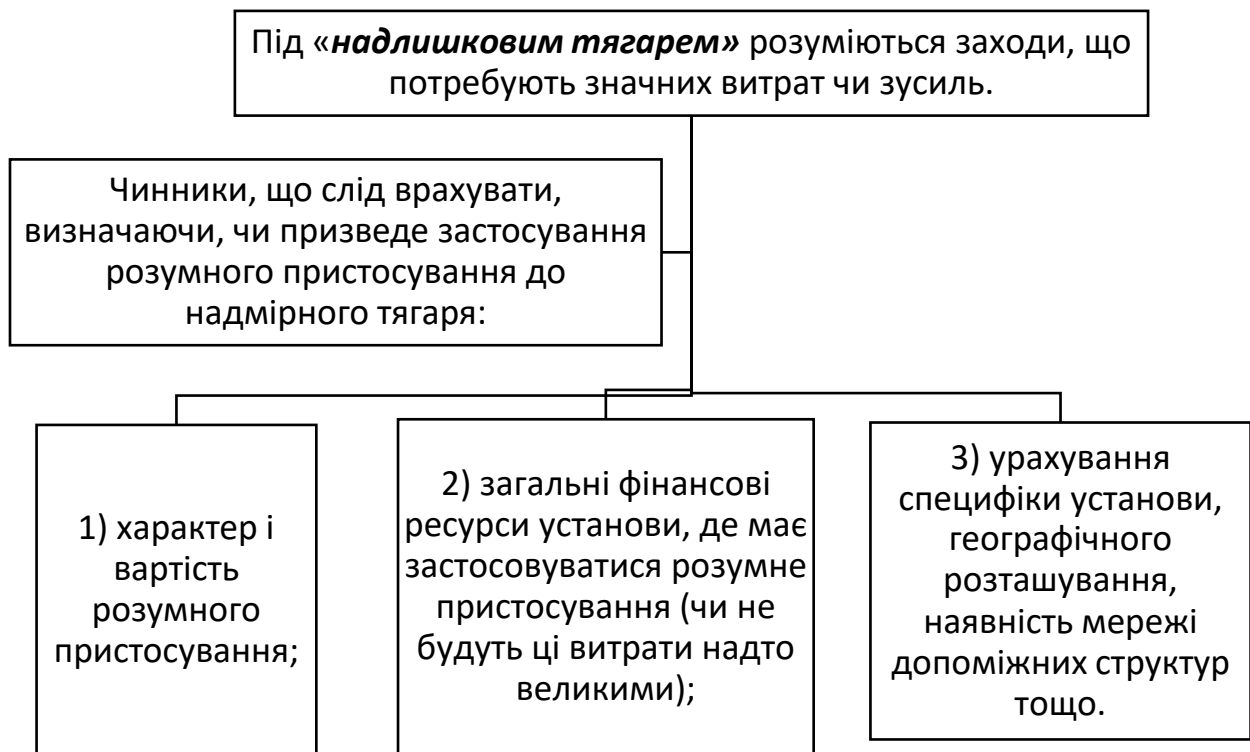 Під «надлишковим тягарем» розуміються заходи, що
потребують значних витрат чи зусиль.
Чинники, що слід врахувати,
визначаючи, чи призведе застосування
розумного пристосування до
надмірного тягаря:
1) характер і
вартість
розумного
пристосування;
2) загальні фінансові
ресурси установи, де має
застосовуватися розумне
пристосування (чи не
будуть ці витрати надто
великими);
3) урахування
специфіки установи,
географічного
розташування,
наявність мережі
допоміжних структур
тощо.